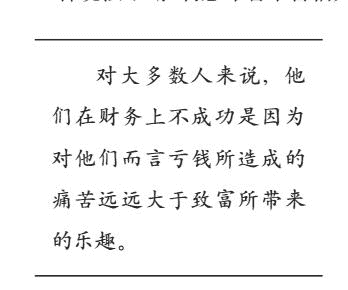 对大多数人来说，他
们在财务上不成功是因为
对他们而言亏钱所造成的
痛苦远远大于致富所带来
的乐趣。